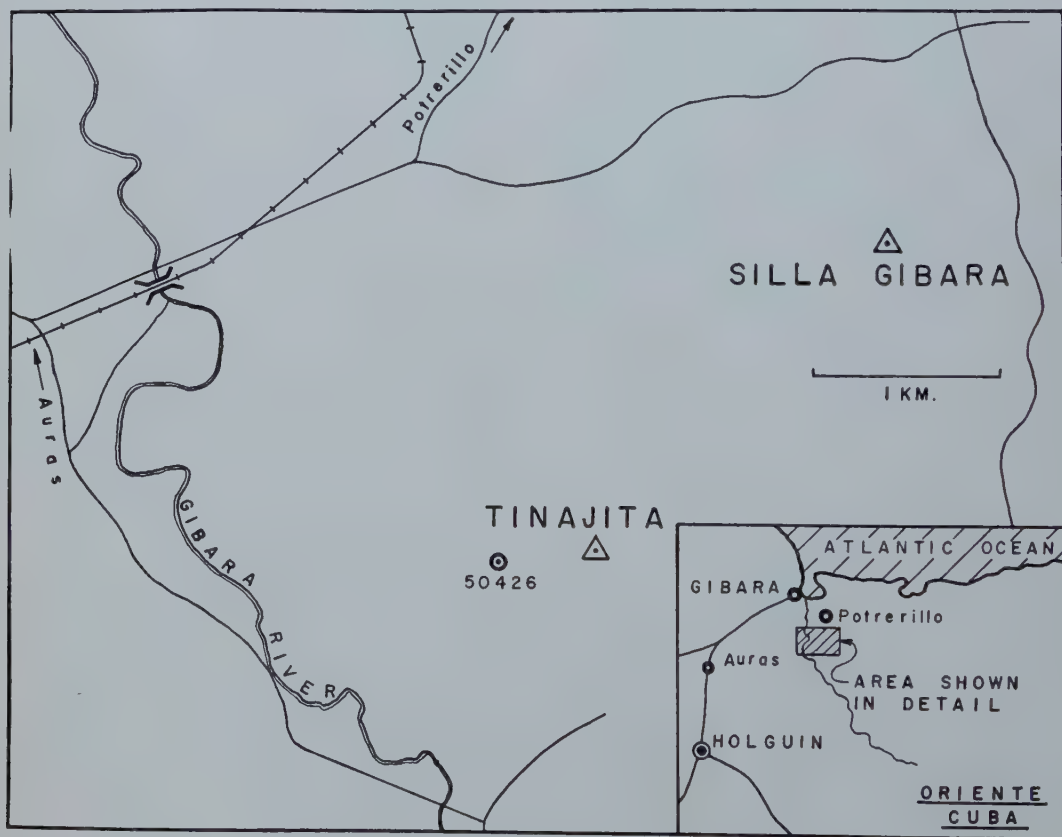 Potrerillo
SILLA GIBARA
1 KM.
Auras
GIBARA
RIVER
TINAJITA
50426
ATLANTIC OCEAN
GIBARA
Potrerillo
Auras
AREA SHOWN
IN DETAIL
HOLGUIN
ORIENTE
CUBA